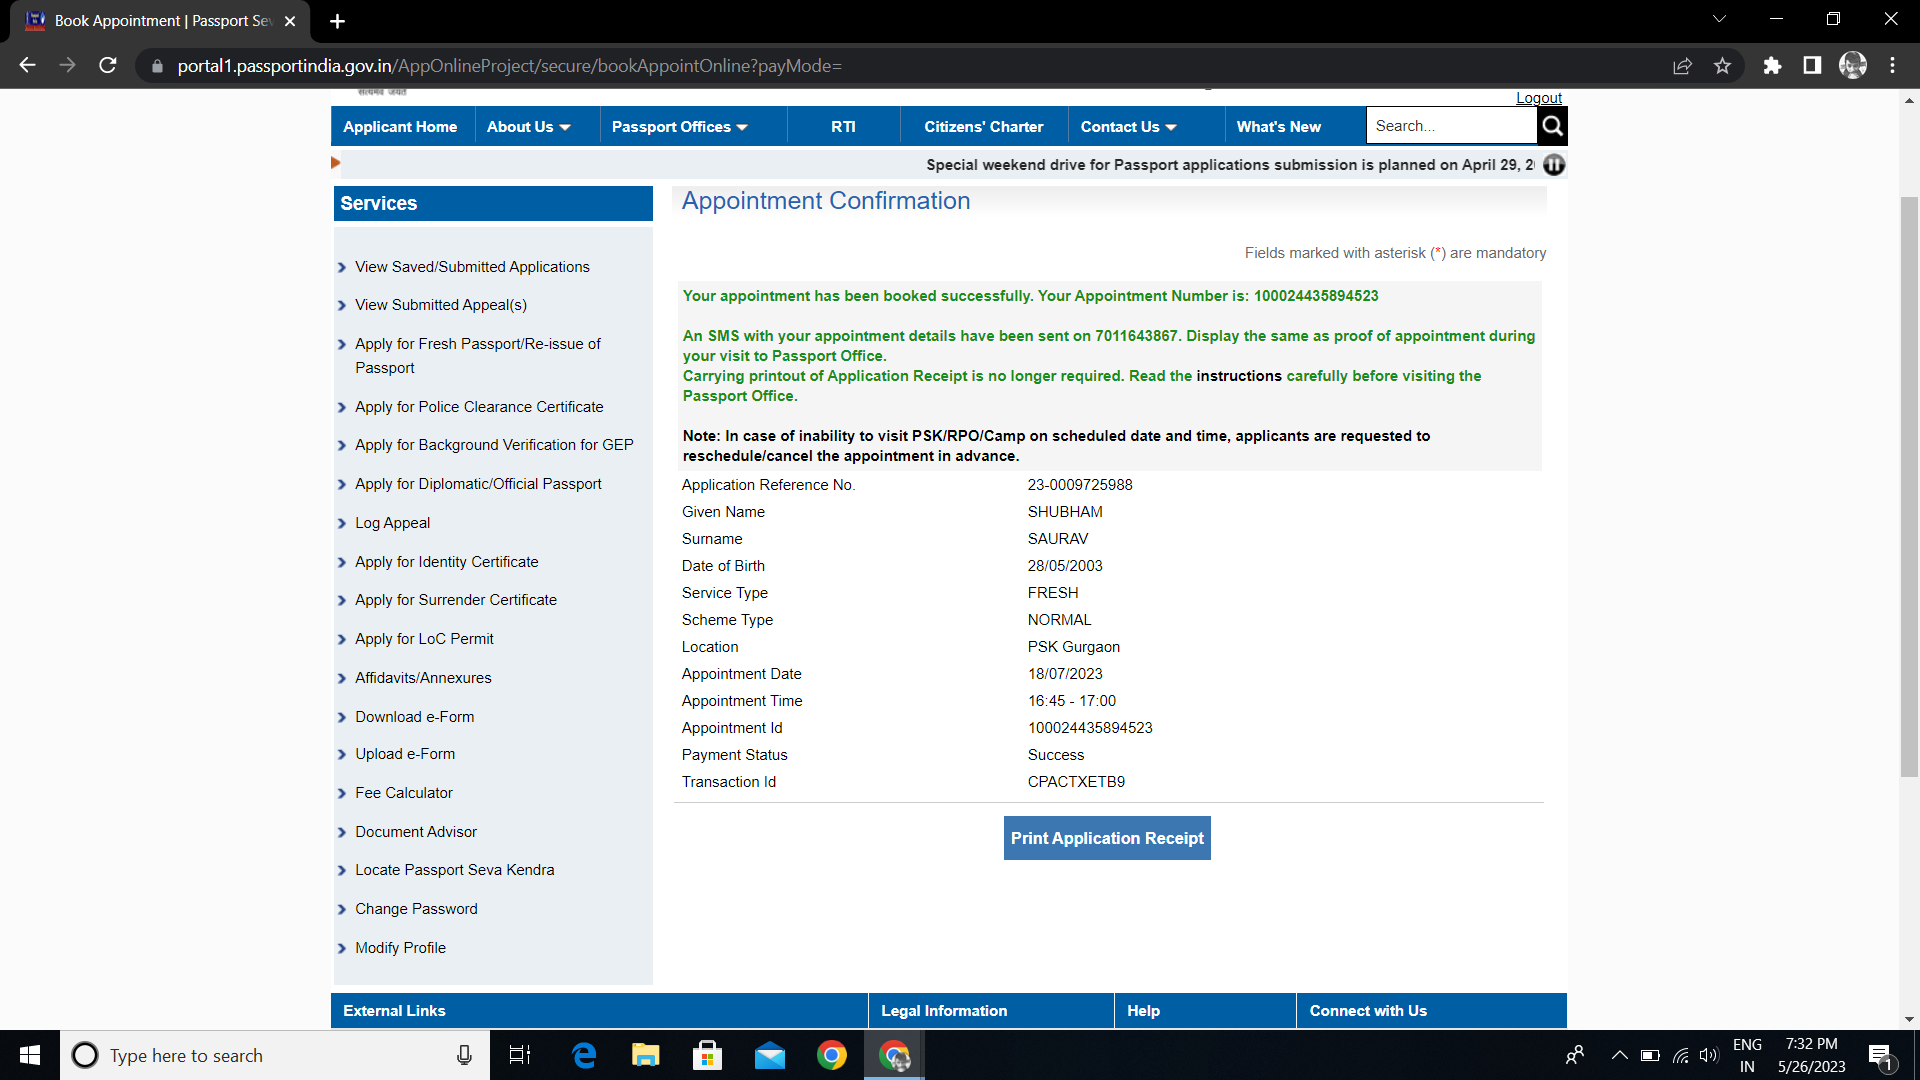 Book Appointment | Passport Sev
portal1.passportindia.gov.in/AppOnlineProject/secure/bookAppointOnline?payMode=
सत्यमेव जयते
Logout
Applicant Home
About Us
Passport Offices
RTI
Citizens' Charter
Contact Us
What's New
Search...
Special weekend drive for Passport applications submission is planned on April 29, 2
Services
View Saved/Submitted Applications
View Submitted Appeal(s)
Apply for Fresh Passport/Re-issue of
Passport
Apply for Police Clearance Certificate
Apply for Background Verification for GEP
Apply for Diplomatic/Official Passport
Log Appeal
Apply for Identity Certificate
Apply for Surrender Certificate
Apply for LoC Permit
Affidavits/Annexures
Download e-Form
Upload e-Form
Fee Calculator
Document Advisor
Locate Passport Seva Kendra
Change Password
Modify Profile
Appointment Confirmation
Fields marked with asterisk (*) are mandatory
Your appointment has been booked successfully. Your Appointment Number is: 100024435894523
An SMS with your appointment details have been sent on 7011643867. Display the same as proof of appointment during
your visit to Passport Office.
Carrying printout of Application Receipt is no longer required. Read the instructions carefully before visiting the
Passport Office.
Note: In case of inability to visit PSK/RPO/Camp on scheduled date and time, applicants are requested to
reschedule/cancel the appointment in advance.
Application Reference No. 23-0009725988
Given Name SHUBHAM
Surname SAURAV
Date of Birth 28/05/2003
Service Type FRESH
Scheme Type NORMAL
Location PSK Gurgaon
Appointment Date 18/07/2023
Appointment Time 16:45 - 17:00
Appointment Id 100024435894523
Payment Status Success
Transaction Id CPACTXETB9
Print Application Receipt
External Links
Legal Information
Help
Connect with Us
Type here to search
ENG
IN
7:32 PM
5/26/2023
1